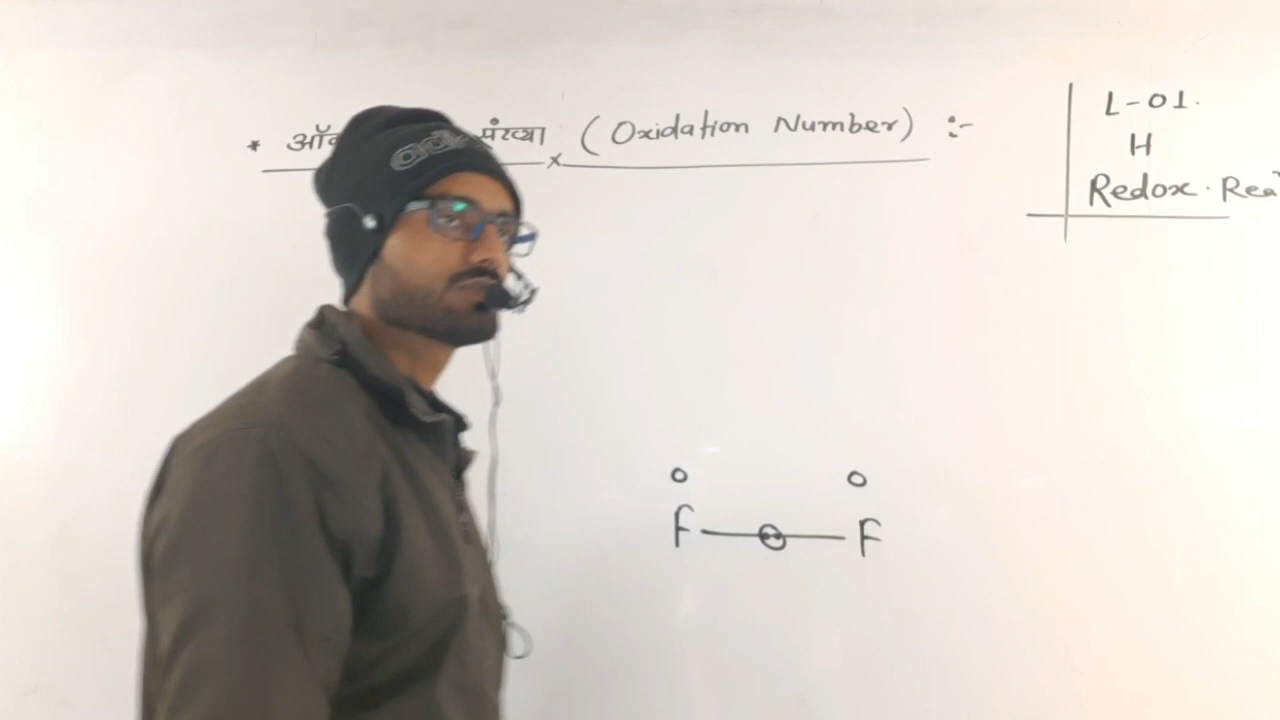 * संख्या (Oxidation Number) :-
L-01.
H
Redox. Rea
o o
F — F